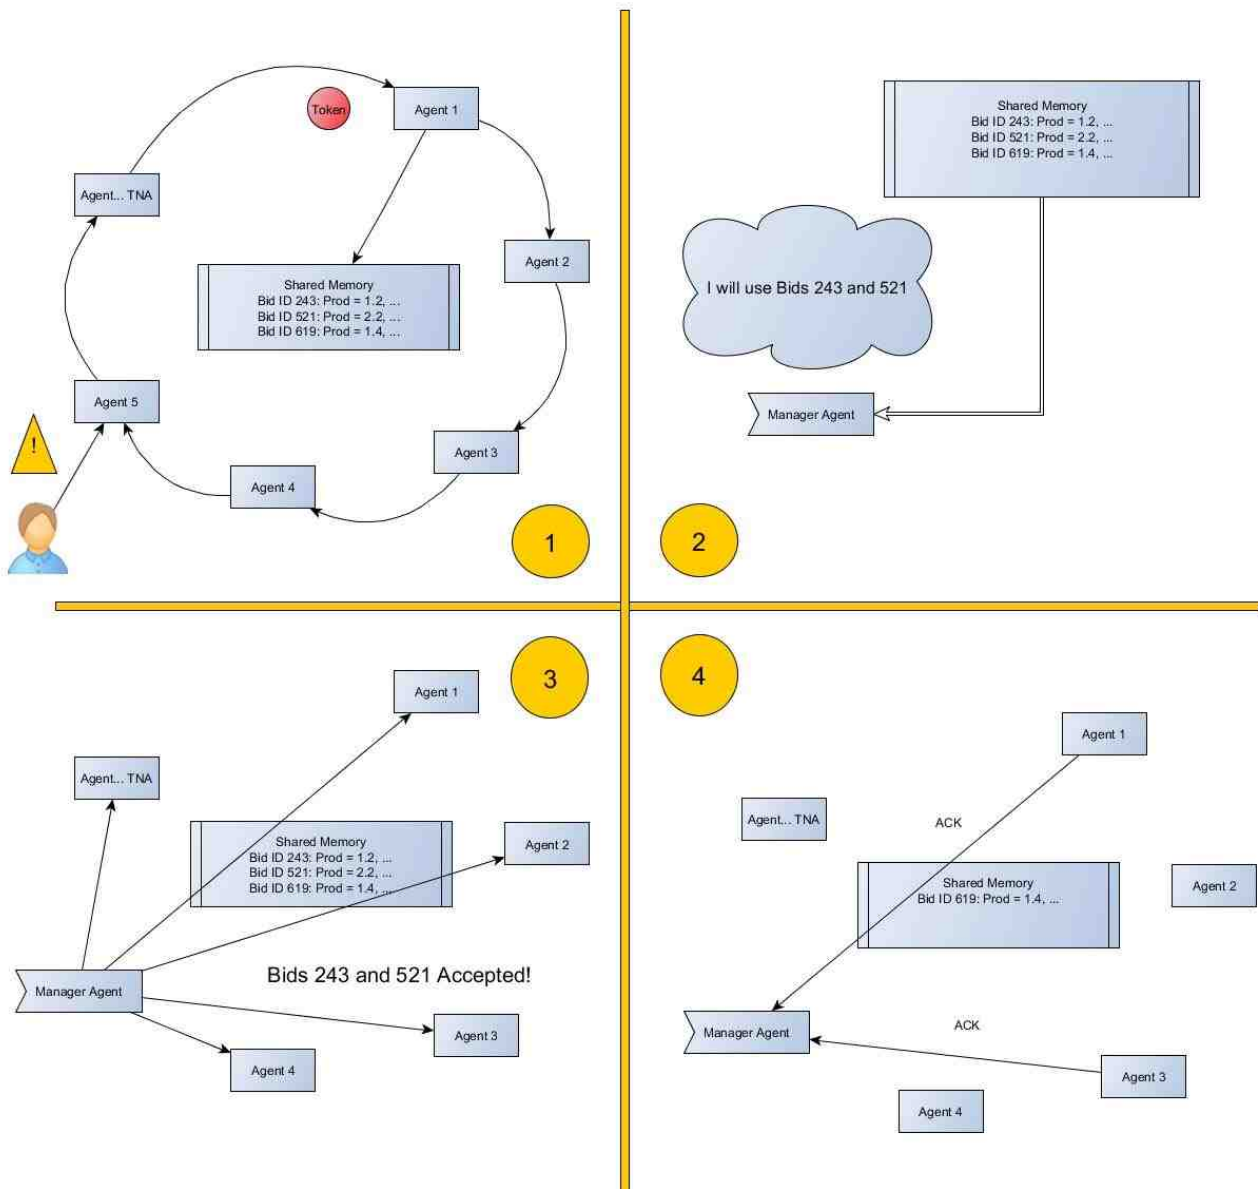 Token
Agent 1
Agent... TNA
Agent 2
Shared Memory
Bid ID 243: Prod = 1.2, ...
Bid ID 521: Prod = 2.2, ...
Bid ID 619: Prod = 1.4, ...
Agent 5
!
Agent 3
Agent 4
1
Shared Memory
Bid ID 243: Prod = 1.2, ...
Bid ID 521: Prod = 2.2, ...
Bid ID 619: Prod = 1.4, ...
I will use Bids 243 and 521
Manager Agent
2
3
Agent 1
Agent... TNA
Shared Memory
Bid ID 243: Prod = 1.2, ...
Bid ID 521: Prod = 2.2, ...
Bid ID 619: Prod = 1.4, ...
Agent 2
Bids 243 and 521 Accepted!
Manager Agent
Agent 3
Agent 4
4
Agent 1
Agent... TNA
ACK
Shared Memory
Bid ID 619: Prod = 1.4, ...
Agent 2
Manager Agent
ACK
Agent 3
Agent 4